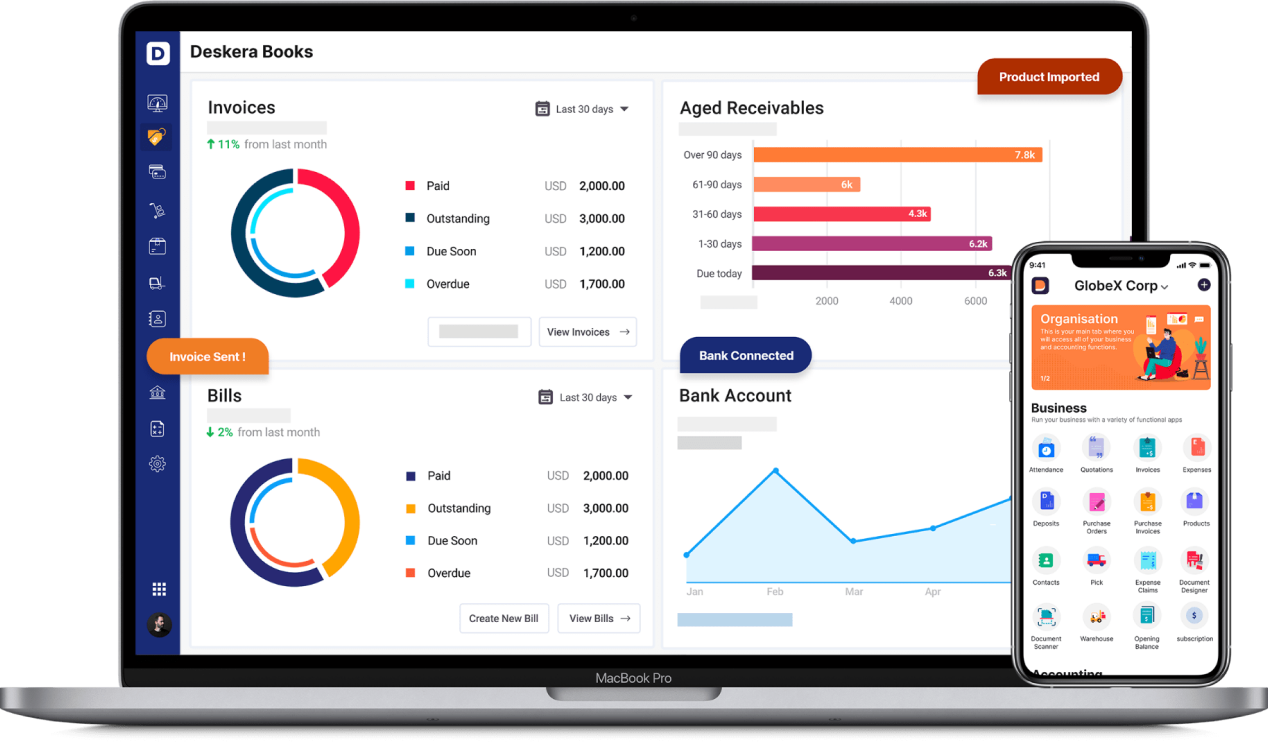 D
Deskera Books
Product Imported
Invoices
Last 30 days
11% from last month
Paid USD 2,000.00
Outstanding USD 3,000.00
Due Soon USD 1,200.00
Overdue USD 1,700.00
View Invoices
Aged Receivables
Over 90 days 7.8k
61-90 days 6k
31-60 days 4.3k
1-30 days 6.2k
Due today 6.3k
2000 4000 6000
Invoice Sent !
Bank Connected
Bills
Last 30 days
2% from last month
Paid USD 2,000.00
Outstanding USD 3,000.00
Due Soon USD 1,200.00
Overdue USD 1,700.00
Create New Bill View Bills
Bank Account
Jan Feb Mar Apr
MacBook Pro
9:41
GlobeX Corp
Organisation
This is your main tab where you
will access all of your business
and accounting functions.
1/2
Business
Run your business with a variety of functional apps
Attendance Quotations Invoices Expenses
Deposits Purchase Orders Purchase Invoices Products
Contacts Pick Expense Claims Document Designer
Document Scanner Warehouse Opening Balance subscription
Accounting